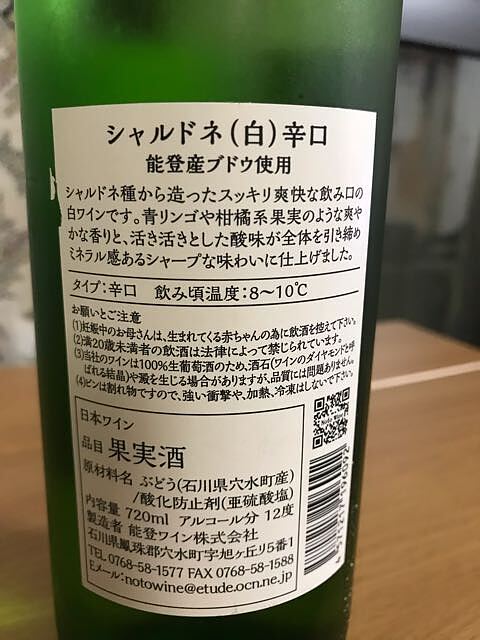 シャルドネ(白)辛口
能登産ブドウ使用
シャルドネ種から造ったスッキリ爽快な飲み口の
白ワインです。青リンゴや柑橘系果実のような爽や
かな香りと、活き活きとした酸味が全体を引き締め
ミネラル感あるシャープな味わいに仕上げました。
タイプ:辛口 飲み頃温度:8~10℃
お願いとご注意
(1)妊娠中のお母さんは、生まれてくる赤ちゃんの為に飲酒を控えて下さい。
(2)満20歳未満者の飲酒は法律によって禁じられています。
(3)当社のワインは100%生葡萄酒のため、酒石(ワインのダイヤモンドと呼
ばれる結晶)や澱を生じる場合がありますが、品質には問題ありません。
(4)ビンは割れ物ですので、強い衝撃や、加熱、冷凍はしないで下さい。
日本ワイン
品目 果実酒
原材料名 ぶどう(石川県穴水町産)
/酸化防止剤(亜硫酸塩)
内容量 720ml アルコール分 12度
製造者 能登ワイン株式会社
石川県鳳珠郡穴水町字旭ヶ丘り5番1
TEL 0768-58-1577 FAX 0768-58-1588
Eメール:notowine@etude.ocn.ne.jp